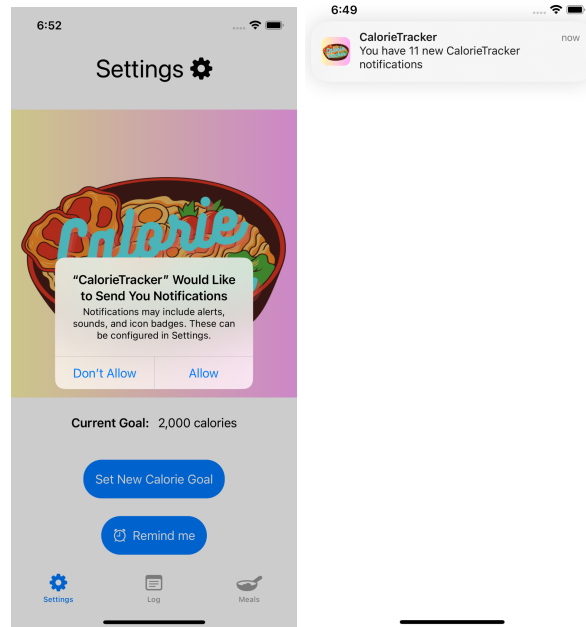 6:52
Settings
Calorie
"CalorieTracker" Would Like
to Send You Notifications
Notifications may include alerts,
sounds, and icon badges. These can
be configured in Settings.
Don't Allow
Allow
Current Goal: 2,000 calories
Set New Calorie Goal
Remind me
Settings
Log
Meals
6:49
CalorieTracker
now
You have 11 new CalorieTracker
notifications